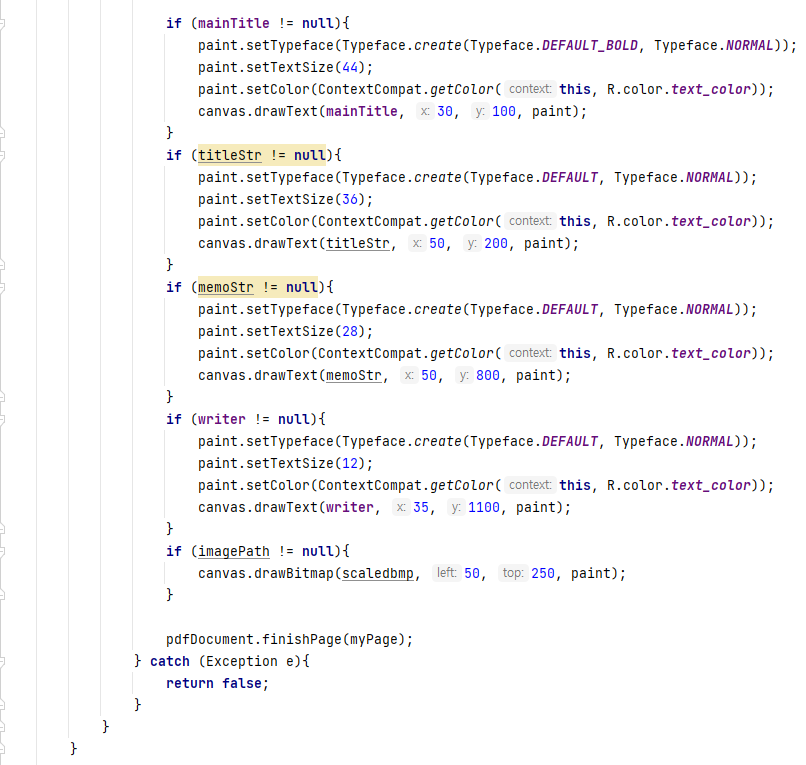 if (mainTitle != null){
paint.setTypeface(Typeface.create(Typeface.DEFAULT_BOLD, Typeface.NORMAL));
paint.setTextSize(44);
paint.setColor(ContextCompat.getColor( context: this, R.color.text_color));
canvas.drawText(mainTitle, x: 30, y: 100, paint);
}
if (titleStr != null){
paint.setTypeface(Typeface.create(Typeface.DEFAULT, Typeface.NORMAL));
paint.setTextSize(36);
paint.setColor(ContextCompat.getColor( context: this, R.color.text_color));
canvas.drawText(titleStr, x: 50, y: 200, paint);
}
if (memoStr != null){
paint.setTypeface(Typeface.create(Typeface.DEFAULT, Typeface.NORMAL));
paint.setTextSize(28);
paint.setColor(ContextCompat.getColor( context: this, R.color.text_color));
canvas.drawText(memoStr, x: 50, y: 800, paint);
}
if (writer != null){
paint.setTypeface(Typeface.create(Typeface.DEFAULT, Typeface.NORMAL));
paint.setTextSize(12);
paint.setColor(ContextCompat.getColor( context: this, R.color.text_color));
canvas.drawText(writer, x: 35, y: 1100, paint);
}
if (imagePath != null){
canvas.drawBitmap(scaledbmp, left: 50, top: 250, paint);
}
pdfDocument.finishPage(myPage);
} catch (Exception e){
return false;
}
}
}